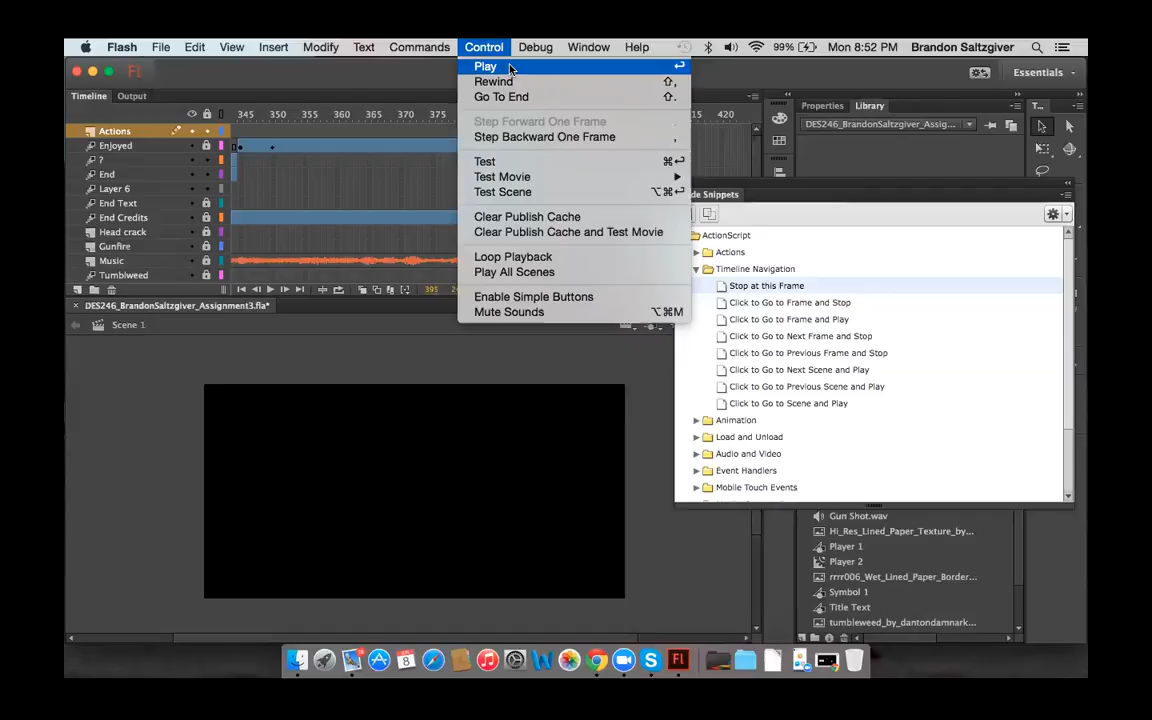 Flash File Edit View Insert Modify Text Commands Control Debug Window Help 99% Mon 8:52 PM Brandon Saltzgiver
Fl Essentials
Play
Rewind ⇧,
Go To End ⇧.
Step Forward One Frame .
Step Backward One Frame ,
Test ⌘
Test Movie
Test Scene ⌥⌘
Clear Publish Cache
Clear Publish Cache and Test Movie
Loop Playback
Play All Scenes
Enable Simple Buttons
Mute Sounds ⌥⌘M
Timeline Output
345 350 355 360 365 370 375 420
Actions
Enjoyed
?
End
Layer 6
End Text
End Credits
Head crack
Gunfire
Music
Tumbleweed
395
DES246_BrandonSaltzgiver_Assignment3.fla*
Scene 1
Properties Library T...
DES246_BrandonSaltzgiver_Assig...
de Snippets
ActionScript
Actions
Timeline Navigation
Stop at this Frame
Click to Go to Frame and Stop
Click to Go to Frame and Play
Click to Go to Next Frame and Stop
Click to Go to Previous Frame and Stop
Click to Go to Next Scene and Play
Click to Go to Previous Scene and Play
Click to Go to Scene and Play
Animation
Load and Unload
Audio and Video
Event Handlers
Mobile Touch Events
Gun Shot.wav
Hi_Res_Lined_Paper_Texture_by...
Player 1
Player 2
rrrr006_Wet_Lined_Paper_Border...
Symbol 1
Title Text
tumbleweed_by_dantondamnark...
8
Fl